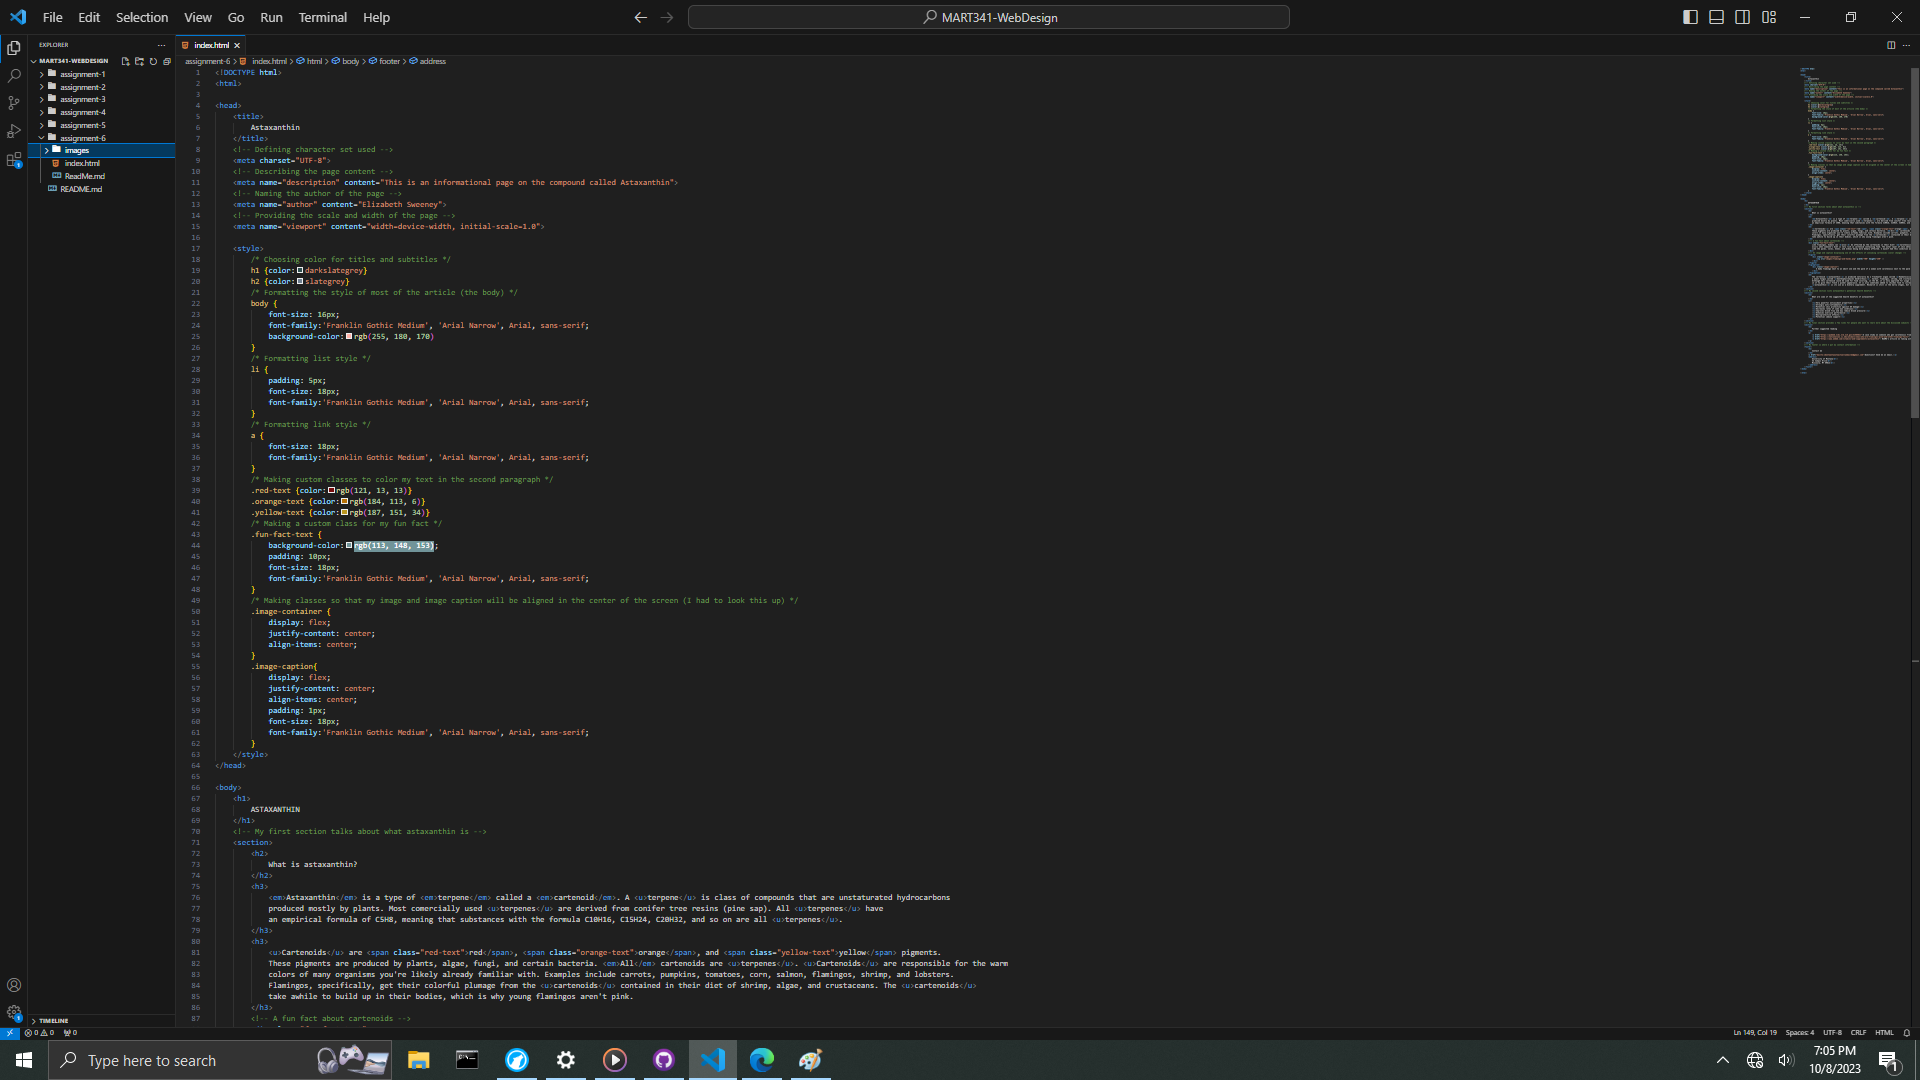 File Edit Selection View Go Run Terminal Help
MART341-WebDesign
EXPLORER
MART341-WEBDESIGN
assignment-1
assignment-2
assignment-3
assignment-4
assignment-5
assignment-6
images
index.html
ReadMe.md
README.md
TIMELINE
index.html
assignment-6 > index.html > html > body > footer > address
1 <!DOCTYPE html>
2 <html>
3
4 <head>
5 <title>
6 Astaxanthin
7 </title>
8 <!-- Defining character set used -->
9 <meta charset="UTF-8">
10 <!-- Describing the page content -->
11 <meta name="description" content="This is an informational page on the compound called Astaxanthin">
12 <!-- Naming the author of the page -->
13 <meta name="author" content="Elizabeth Sweeney">
14 <!-- Providing the scale and width of the page -->
15 <meta name="viewport" content="width=device-width, initial-scale=1.0">
16
17 <style>
18 /* Choosing color for titles and subtitles */
19 h1 {color:darkslategrey}
20 h2 {color:slategrey}
21 /* Formatting the style of most of the article (the body) */
22 body {
23 font-size: 16px;
24 font-family:'Franklin Gothic Medium', 'Arial Narrow', Arial, sans-serif;
25 background-color:rgb(255, 180, 170)
26 }
27 /* Formatting list style */
28 li {
29 padding: 5px;
30 font-size: 18px;
31 font-family:'Franklin Gothic Medium', 'Arial Narrow', Arial, sans-serif;
32 }
33 /* Formatting link style */
34 a {
35 font-size: 18px;
36 font-family:'Franklin Gothic Medium', 'Arial Narrow', Arial, sans-serif;
37 }
38 /* Making custom classes to color my text in the second paragraph */
39 .red-text {color:rgb(121, 13, 13)}
40 .orange-text {color:rgb(184, 113, 6)}
41 .yellow-text {color:rgb(187, 151, 34)}
42 /* Making a custom class for my fun fact */
43 .fun-fact-text {
44 background-color:rgb(113, 148, 153);
45 padding: 10px;
46 font-size: 18px;
47 font-family:'Franklin Gothic Medium', 'Arial Narrow', Arial, sans-serif;
48 }
49 /* Making classes so that my image and image caption will be aligned in the center of the screen (I had to look this up) */
50 .image-container {
51 display: flex;
52 justify-content: center;
53 align-items: center;
54 }
55 .image-caption{
56 display: flex;
57 justify-content: center;
58 align-items: center;
59 padding: 1px;
60 font-size: 18px;
61 font-family:'Franklin Gothic Medium', 'Arial Narrow', Arial, sans-serif;
62 }
63 </style>
64 </head>
65
66 <body>
67 <h1>
68 ASTAXANTHIN
69 </h1>
70 <!-- My first section talks about what astaxanthin is -->
71 <section>
72 <h2>
73 What is astaxanthin?
74 </h2>
75 <h3>
76 <em>Astaxanthin</em> is a type of <em>terpene</em> called a <em>cartenoid</em>. A <u>terpene</u> is class of compounds that are unstaturated hydrocarbons
77 produced mostly by plants. Most comercially used <u>terpenes</u> are derived from conifer tree resins (pine sap). All <u>terpenes</u> have
78 an empirical formula of C5H8, meaning that substances with the formula C10H16, C15H24, C20H32, and so on are all <u>terpenes</u>.
79 </h3>
80 <h3>
81 <u>Cartenoids</u> are <span class="red-text">red</span>, <span class="orange-text">orange</span>, and <span class="yellow-text">yellow</span> pigments.
82 These pigments are produced by plants, algae, fungi, and certain bacteria. <em>All</em> cartenoids are <u>terpenes</u>. <u>Cartenoids</u> are responsible for the warm
83 colors of many organisms you're likely already familiar with. Examples include carrots, pumpkins, tomatoes, corn, salmon, flamingos, shrimp, and lobsters.
84 Flamingos, specifically, get their colorful plumage from the <u>cartenoids</u> contained in their diet of shrimp, algae, and crustaceans. The <u>cartenoids</u>
85 take awhile to build up in their bodies, which is why young flamingos aren't pink.
86 </h3>
87 <!-- A fun fact about cartenoids -->
0 0 0
Ln 149, Col 19 Spaces: 4 UTF-8 CRLF HTML
Type here to search
7:05 PM
10/8/2023
1